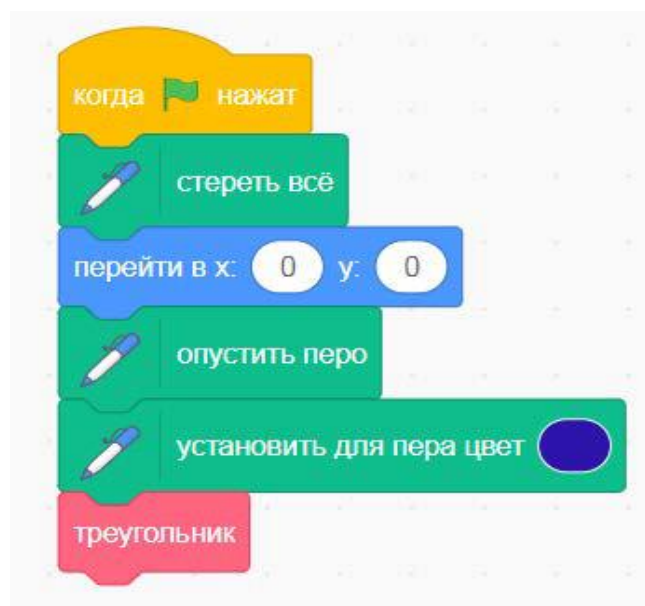 когда нажат
стереть всё
перейти в x: 0 y: 0
опустить перо
установить для пера цвет
треугольник